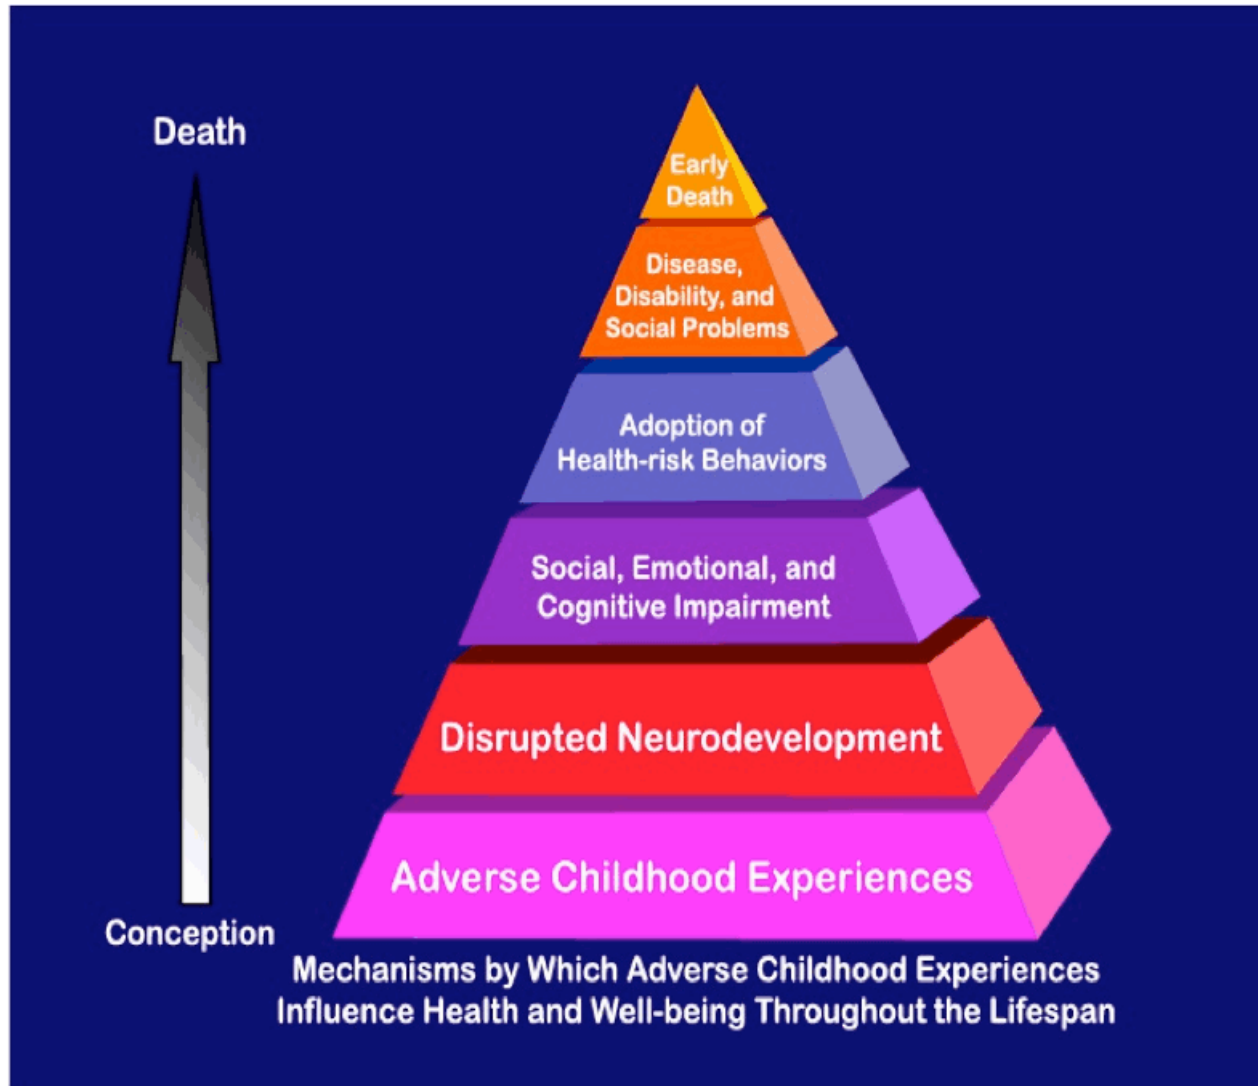 Death
Early
Death
Disease,
Disability, and
Social Problems
Adoption of
Health-risk Behaviors
Social, Emotional, and
Cognitive Impairment
Disrupted Neurodevelopment
Adverse Childhood Experiences
Conception
Mechanisms by Which Adverse Childhood Experiences
Influence Health and Well-being Throughout the Lifespan